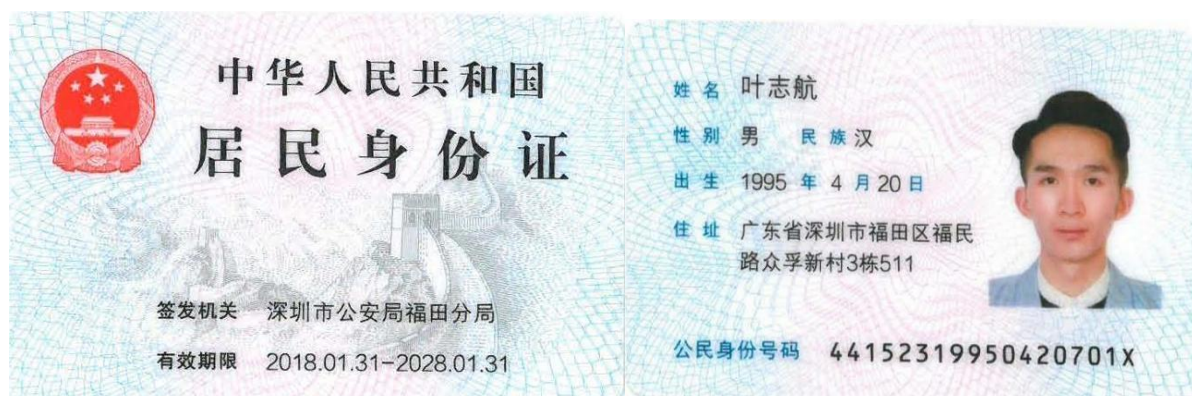 中华人民共和国
居民身份证
签发机关 深圳市公安局福田分局
有效期限 2018.01.31-2028.01.31
姓名 叶志航
性别 男 民族 汉
出生 1995 年 4 月 20 日
住址 广东省深圳市福田区福民
路众孚新村3栋511
公民身份号码 44152319950420701X